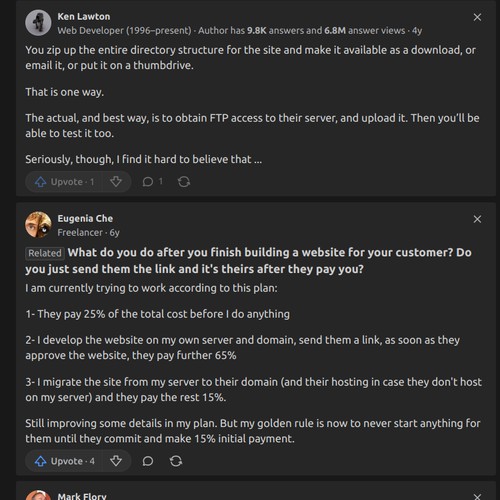 Ken Lawton
Web Developer (1996–present) · Author has 9.8K answers and 6.8M answer views · 4y
You zip up the entire directory structure for the site and make it available as a download, or
email it, or put it on a thumbdrive.
That is one way.
The actual, and best way, is to obtain FTP access to their server, and upload it. Then you'll be
able to test it too.
Seriously, though, I find it hard to believe that ...
Upvote · 1
1
Eugenia Che
Freelancer · 6y
Related What do you do after you finish building a website for your customer? Do
you just send them the link and it's theirs after they pay you?
I am currently trying to work according to this plan:
1- They pay 25% of the total cost before I do anything
2- I develop the website on my own server and domain, send them a link, as soon as they
approve the website, they pay further 65%
3- I migrate the site from my server to their domain (and their hosting in case they don't host
on my server) and they pay the rest 15%.
Still improving some details in my plan. But my golden rule is now to never start anything for
them until they commit and make 15% initial payment.
Upvote · 4
Mark Flory